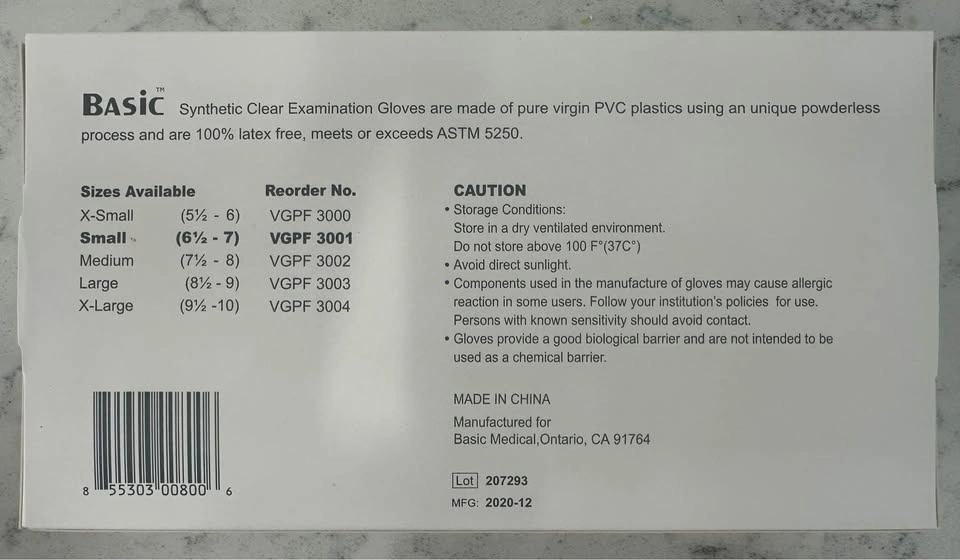 BASiC™ Synthetic Clear Examination Gloves are made of pure virgin PVC plastics using an unique powderless
process and are 100% latex free, meets or exceeds ASTM 5250.
Sizes Available Reorder No.
X-Small (5½ - 6) VGPF 3000
Small (6½ - 7) VGPF 3001
Medium (7½ - 8) VGPF 3002
Large (8½ - 9) VGPF 3003
X-Large (9½ -10) VGPF 3004
CAUTION
• Storage Conditions:
Store in a dry ventilated environment.
Do not store above 100 F°(37C°)
• Avoid direct sunlight.
• Components used in the manufacture of gloves may cause allergic
reaction in some users. Follow your institution's policies for use.
Persons with known sensitivity should avoid contact.
• Gloves provide a good biological barrier and are not intended to be
used as a chemical barrier.
MADE IN CHINA
Manufactured for
Basic Medical,Ontario, CA 91764
Lot 207293
MFG: 2020-12
8 55303 00800 6